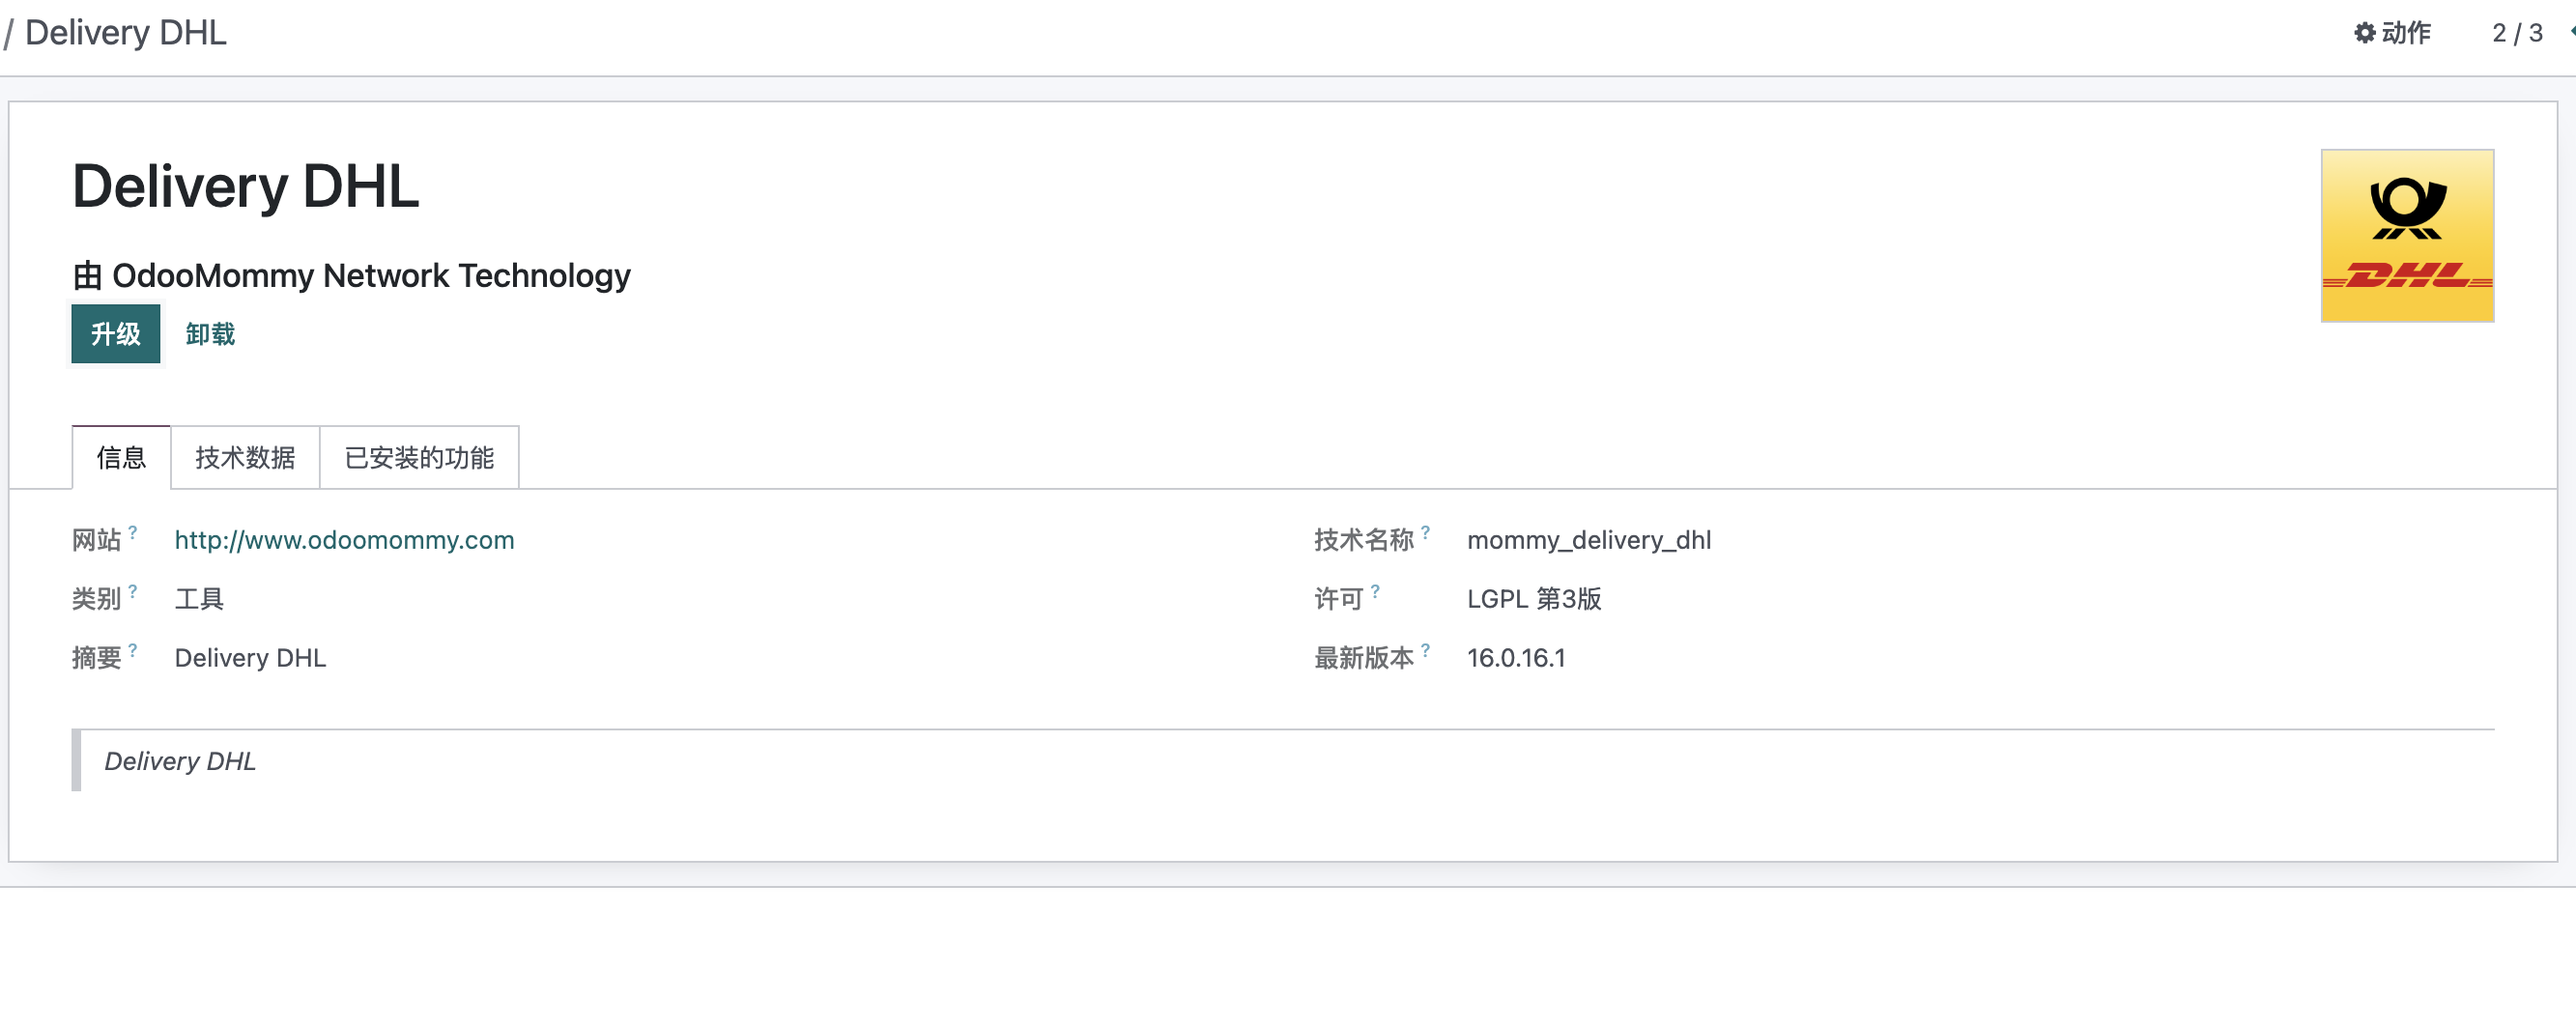 / Delivery DHL
动作 2 / 3
Delivery DHL
DHL
由 OdooMommy Network Technology
升级 卸载
信息 技术数据 已安装的功能
网站 ? http://www.odoomommy.com 技术名称 ? mommy_delivery_dhl
类别 ? 工具 许可 ? LGPL 第3版
摘要 ? Delivery DHL 最新版本 ? 16.0.16.1
Delivery DHL